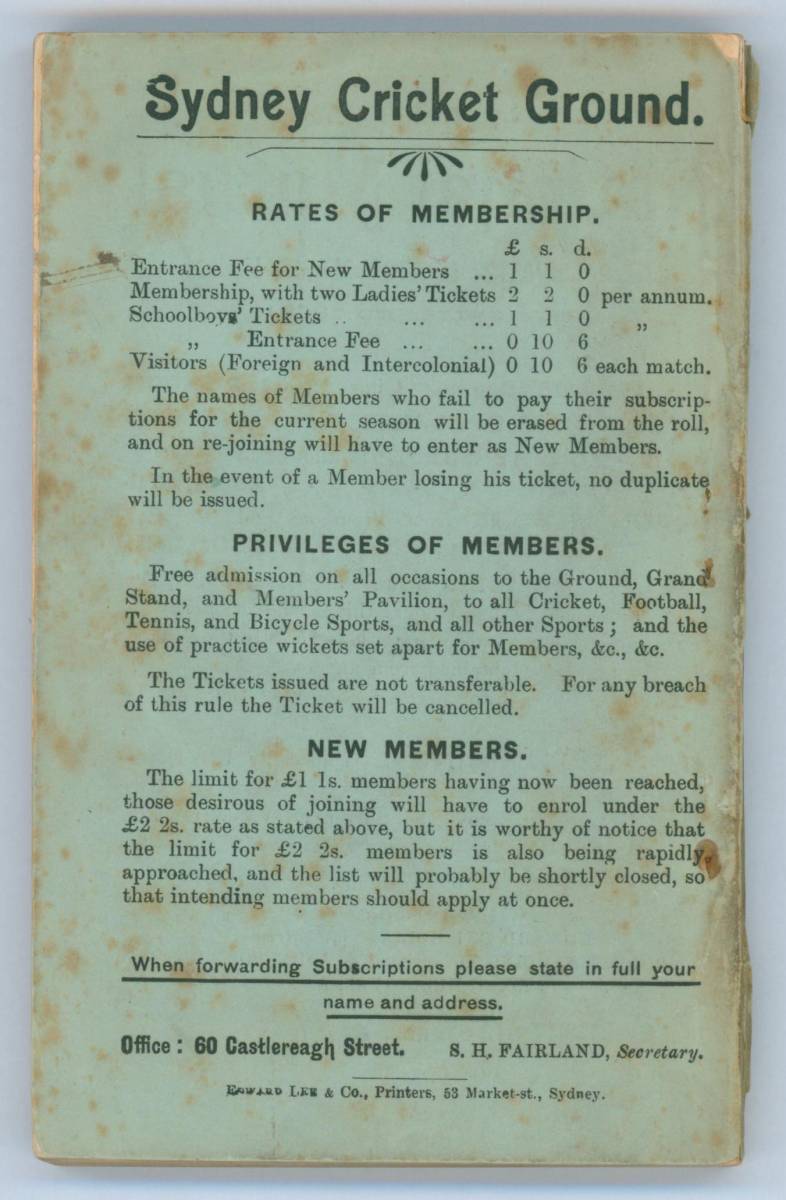 Sydney Cricket Ground.
RATES OF MEMBERSHIP.
£ s. d.
Entrance Fee for New Members ... 1 1 0
Membership, with two Ladies' Tickets 2 2 0 per annum.
Schoolboys' Tickets .. ... ... 1 1 0 „
„ Entrance Fee ... ... 0 10 6
Visitors (Foreign and Intercolonial) 0 10 6 each match.
The names of Members who fail to pay their subscrip-
tions for the current season will be erased from the roll,
and on re-joining will have to enter as New Members.
In the event of a Member losing his ticket, no duplicate
will be issued.
PRIVILEGES OF MEMBERS.
Free admission on all occasions to the Ground, Grand
Stand, and Members' Pavilion, to all Cricket, Football,
Tennis, and Bicycle Sports, and all other Sports; and the
use of practice wickets set apart for Members, &c., &c.
The Tickets issued are not transferable. For any breach
of this rule the Ticket will be cancelled.
NEW MEMBERS.
The limit for £1 1s. members having now been reached,
those desirous of joining will have to enrol under the
£2 2s. rate as stated above, but it is worthy of notice that
the limit for £2 2s. members is also being rapidly
approached, and the list will probably be shortly closed, so
that intending members should apply at once.
When forwarding Subscriptions please state in full your
name and address.
Office: 60 Castlereagh Street. S. H. FAIRLAND, Secretary.
EDWARD LEE & Co., Printers, 53 Market-st., Sydney.